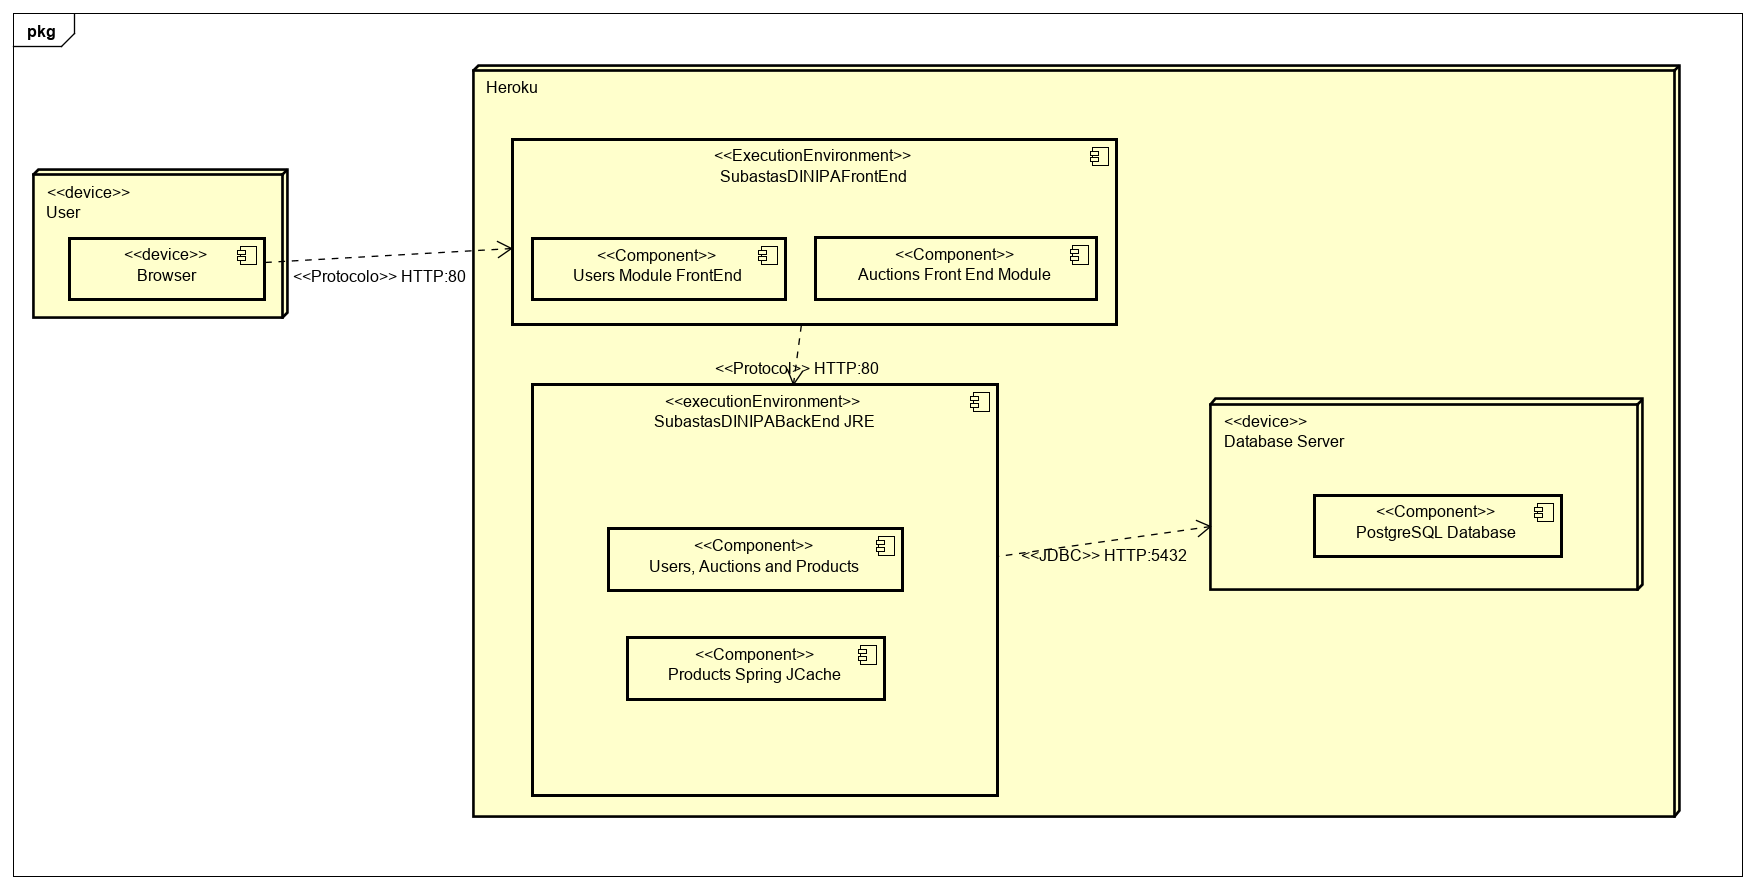 pkg
Heroku
<<ExecutionEnvironment>>
SubastasDINIPAFrontEnd
<<device>>
User
<<device>>
Browser
<<Protocolo>> HTTP:80
<<Component>>
Users Module FrontEnd
<<Component>>
Auctions Front End Module
<<Protocol>> HTTP:80
<<executionEnvironment>>
SubastasDINIPABackEnd JRE
<<device>>
Database Server
<<Component>>
PostgreSQL Database
<<Component>>
Users, Auctions and Products
<<JDBC>> HTTP:5432
<<Component>>
Products Spring JCache